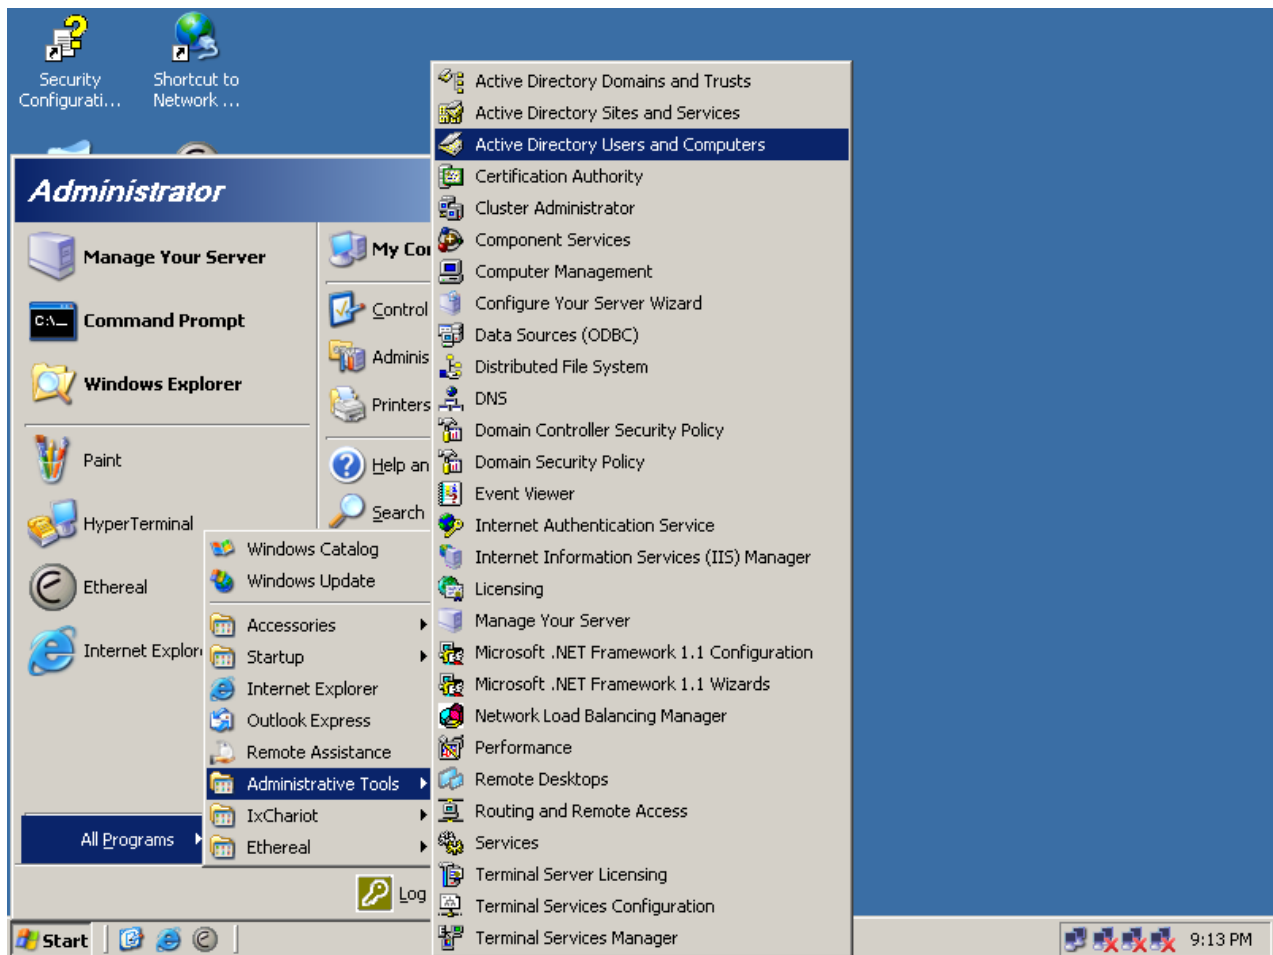 Security
Configurati...
Shortcut to
Network ...
Administrator
Manage Your Server
Command Prompt
Windows Explorer
Paint
HyperTerminal
Ethereal
Internet Explor
My Co
Control
Adminis
Printers
Help an
Search
All Programs
Log
Windows Catalog
Windows Update
Accessories
Startup
Internet Explorer
Outlook Express
Remote Assistance
Administrative Tools
IxChariot
Ethereal
Active Directory Domains and Trusts
Active Directory Sites and Services
Active Directory Users and Computers
Certification Authority
Cluster Administrator
Component Services
Computer Management
Configure Your Server Wizard
Data Sources (ODBC)
Distributed File System
DNS
Domain Controller Security Policy
Domain Security Policy
Event Viewer
Internet Authentication Service
Internet Information Services (IIS) Manager
Licensing
Manage Your Server
Microsoft .NET Framework 1.1 Configuration
Microsoft .NET Framework 1.1 Wizards
Network Load Balancing Manager
Performance
Remote Desktops
Routing and Remote Access
Services
Terminal Server Licensing
Terminal Services Configuration
Terminal Services Manager
Start
9:13 PM